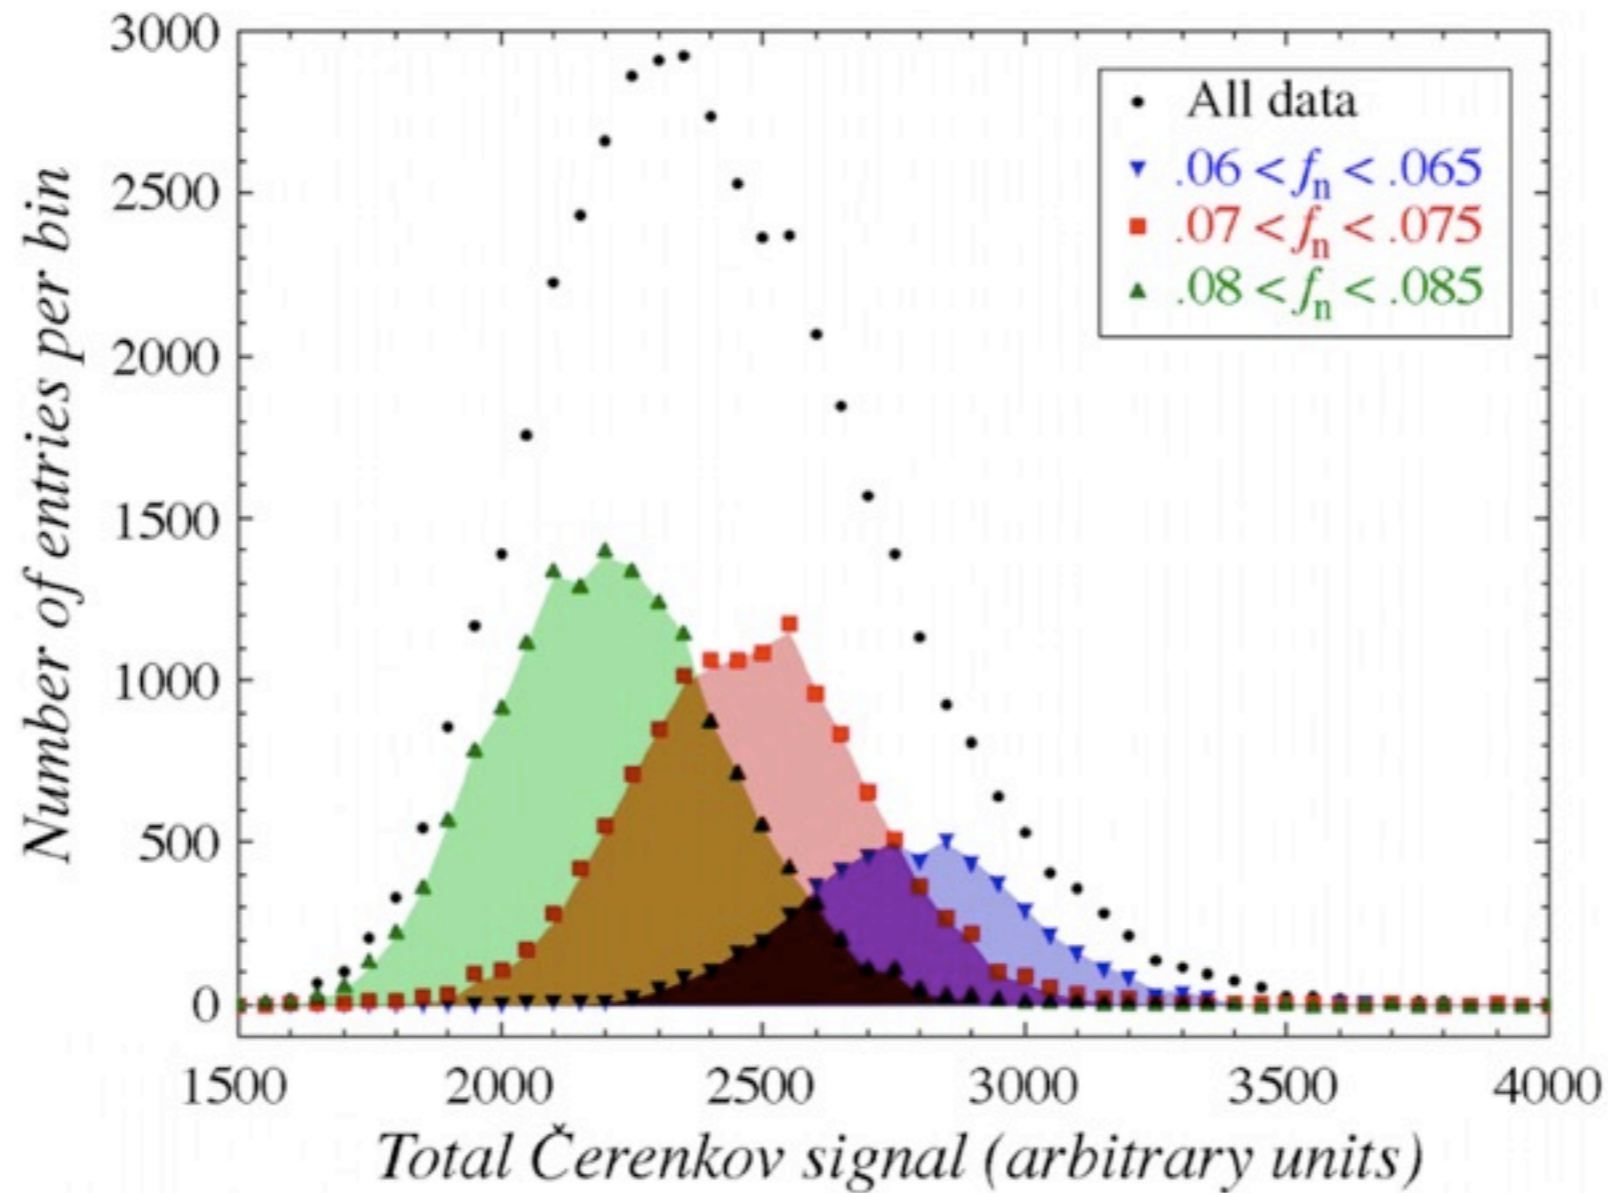 3000
2500
2000
1500
1000
500
0
Number of entries per bin
All data
.06 < fn < .065
.07 < fn < .075
.08 < fn < .085
1500 2000 2500 3000 3500 4000
Total Čerenkov signal (arbitrary units)